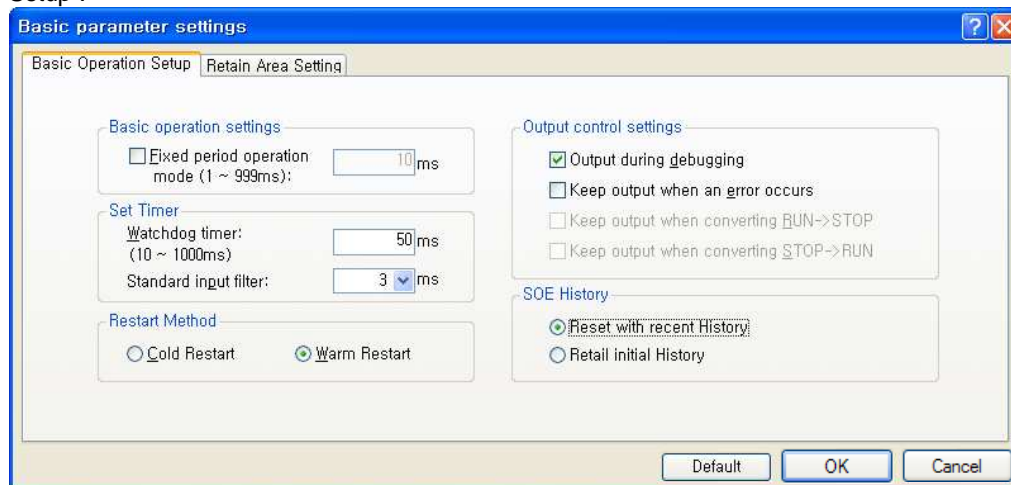 Basic parameter settings
Basic Operation Setup
Retain Area Setting
Basic operation settings
Fixed period operation
mode (1 ~ 999ms):
10 ms
Set Timer
Watchdog timer:
(10 ~ 1000ms)
50 ms
Standard input filter:
3 ms
Restart Method
Cold Restart
Warm Restart
Output control settings
Output during debugging
Keep output when an error occurs
Keep output when converting RUN->STOP
Keep output when converting STOP->RUN
SOE History
Reset with recent History
Retail initial History
Default
OK
Cancel